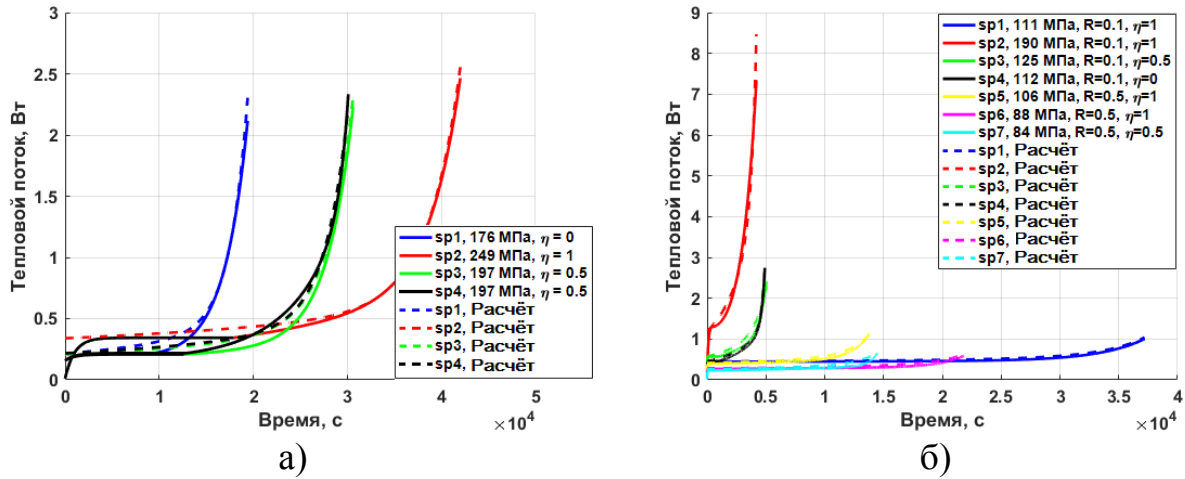 3
2.5
2
1.5
1
0.5
0
Тепловой поток, Вт
0
1
2
3
4
5
×10⁴
Время, с
sp1, 176 МПа, η = 0
sp2, 249 МПа, η = 1
sp3, 197 МПа, η = 0.5
sp4, 197 МПа, η = 0.5
sp1, Расчёт
sp2, Расчёт
sp3, Расчёт
sp4, Расчёт
а)
9
8
7
6
5
4
3
2
1
0
Тепловой поток, Вт
0
0.5
1
1.5
2
2.5
3
3.5
4
×10⁴
Время, с
sp1, 111 МПа, R=0.1, η=1
sp2, 190 МПа, R=0.1, η=1
sp3, 125 МПа, R=0.1, η=0.5
sp4, 112 МПа, R=0.1, η=0
sp5, 106 МПа, R=0.5, η=1
sp6, 88 МПа, R=0.5, η=1
sp7, 84 МПа, R=0.5, η=0.5
sp1, Расчёт
sp2, Расчёт
sp3, Расчёт
sp4, Расчёт
sp5, Расчёт
sp6, Расчёт
sp7, Расчёт
б)